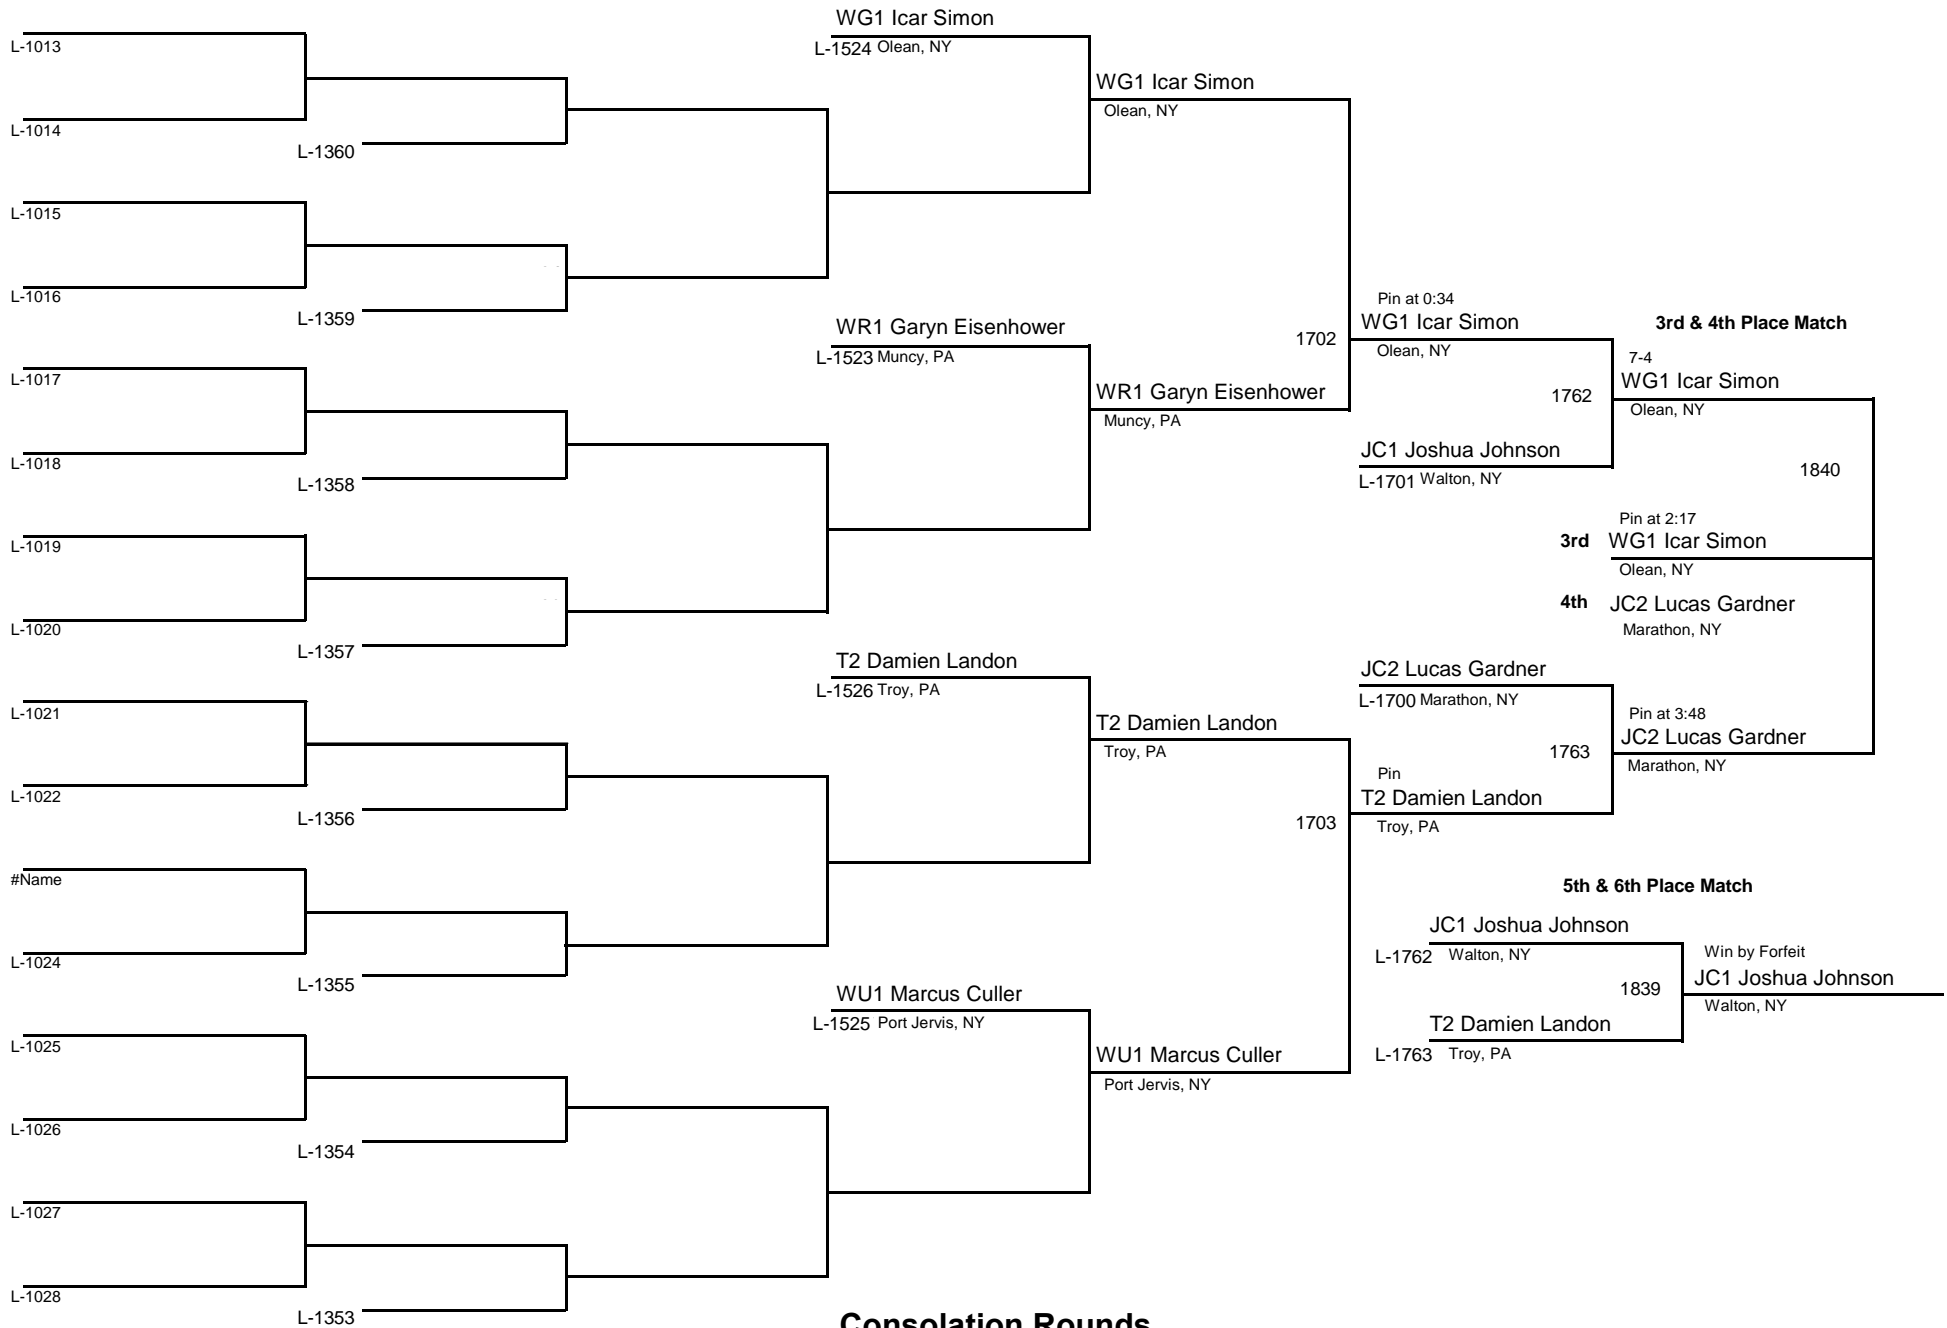 WG1 Icar Simon
L-1013
L-1524 Olean, NY
WG1 Icar Simon
Olean, NY
L-1014
L-1360
L-1015
L-1016
L-1359
Pin at 0:34
WG1 Icar Simon
3rd & 4th Place Match
WR1 Garyn Eisenhower
1702
Olean, NY
L-1523 Muncy, PA
7-4
WG1 Icar Simon
L-1017
WR1 Garyn Eisenhower
1762
Olean, NY
Muncy, PA
JC1 Joshua Johnson
L-1018
1840
L-1701 Walton, NY
L-1358
Pin at 2:17
3rd WG1 Icar Simon
L-1019
Olean, NY
4th JC2 Lucas Gardner
L-1020
Marathon, NY
L-1357
T2 Damien Landon
JC2 Lucas Gardner
L-1526 Troy, PA
L-1700 Marathon, NY
L-1021
Pin at 3:48
T2 Damien Landon
JC2 Lucas Gardner
Troy, PA
1763
Marathon, NY
Pin
L-1022
T2 Damien Landon
L-1356
1703
Troy, PA
#Name
5th & 6th Place Match
JC1 Joshua Johnson
L-1024
L-1762 Walton, NY
Win by Forfeit
L-1355
JC1 Joshua Johnson
WU1 Marcus Culler
1839
Walton, NY
L-1525 Port Jervis, NY
T2 Damien Landon
L-1025
WU1 Marcus Culler
L-1763 Troy, PA
Port Jervis, NY
L-1026
L-1354
L-1027
L-1028
L-1353
Consolation Rounds